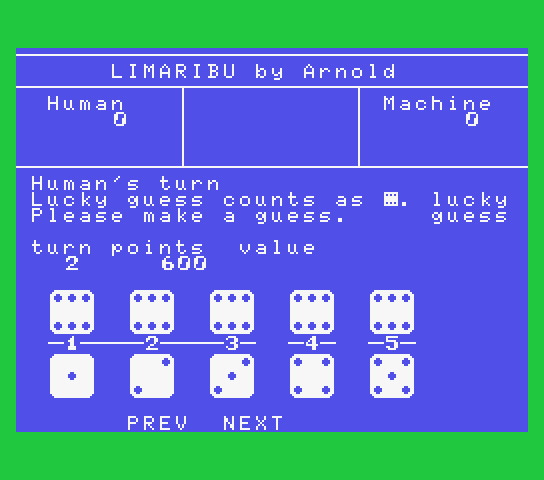 LIMARIBU by Arnold
Human Machine
0 0
Human's turn
Lucky guess counts as ⚅. lucky
Please make a guess. guess
turn points value
2 600
1 2 3 4 5
PREV NEXT